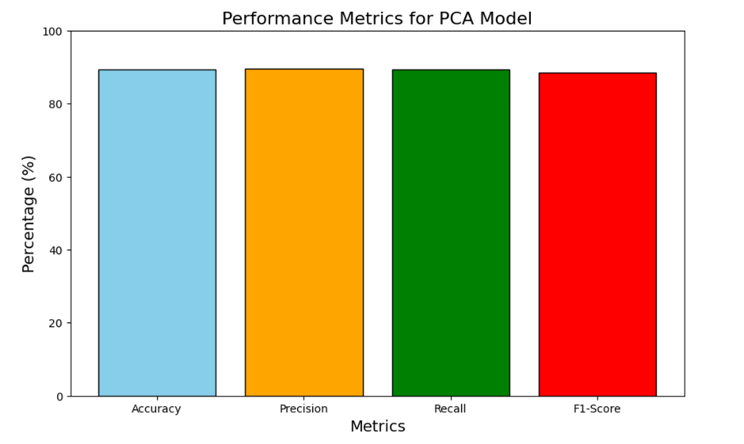 Performance Metrics for PCA Model
100
80
60
40
20
0
Percentage (%)
Accuracy Precision Recall F1-Score
Metrics